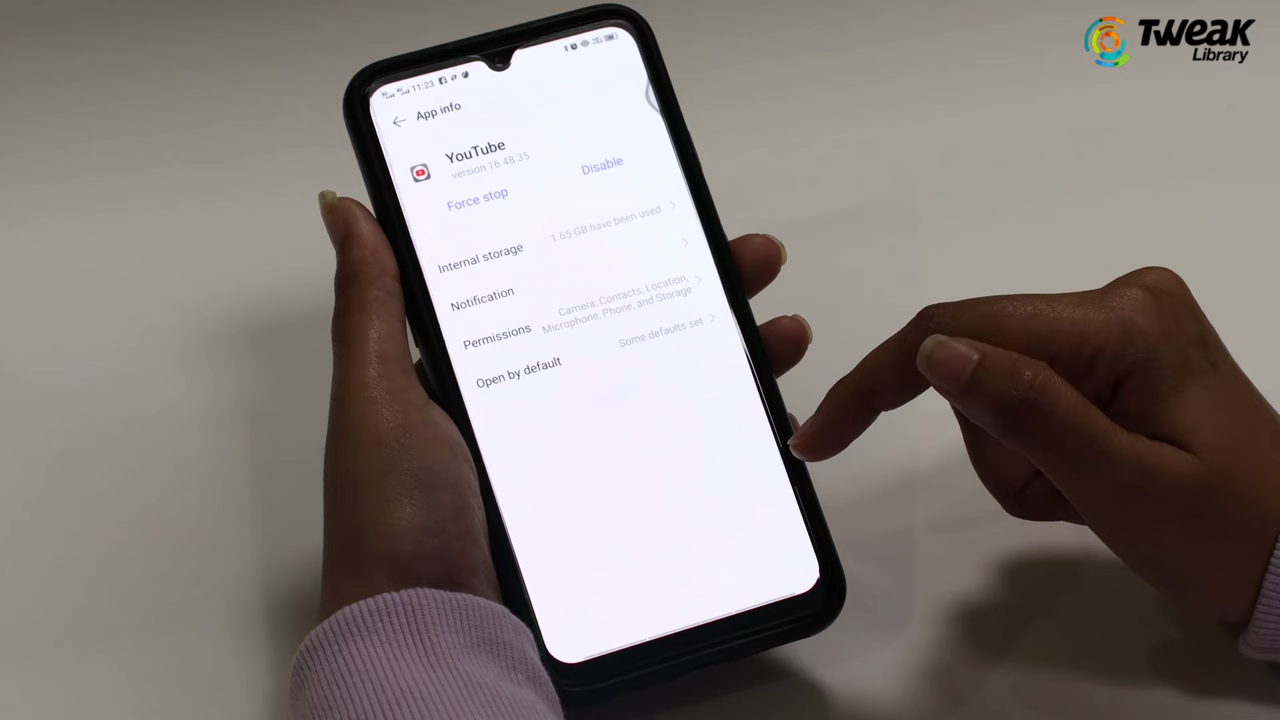 TWEAK
Library
11:23
App info
YouTube
version 16.48.35
Force stop
Disable
Internal storage
1.65 GB have been used.
Notification
Permissions
Camera, Contacts, Location,
Microphone, Phone, and Storage
Open by default
Some defaults set